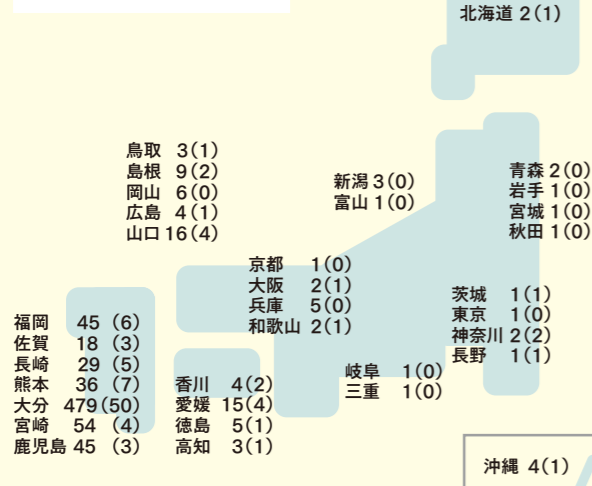 北海道 2(1)
鳥取 3(1)
島根 9(2)
岡山 6(0)
広島 4(1)
山口 16(4)
新潟 3(0)
富山 1(0)
青森 2(0)
岩手 1(0)
宮城 1(0)
秋田 1(0)
京都 1(0)
大阪 2(1)
兵庫 5(0)
和歌山 2(1)
茨城 1(1)
東京 1(0)
神奈川 2(2)
長野 1(1)
福岡 45 (6)
佐賀 18 (3)
長崎 29 (5)
熊本 36 (7)
大分 479(50)
宮崎 54 (4)
鹿児島 45 (3)
香川 4(2)
愛媛 15(4)
徳島 5(1)
高知 3(1)
岐阜 1(0)
三重 1(0)
沖縄 4(1)